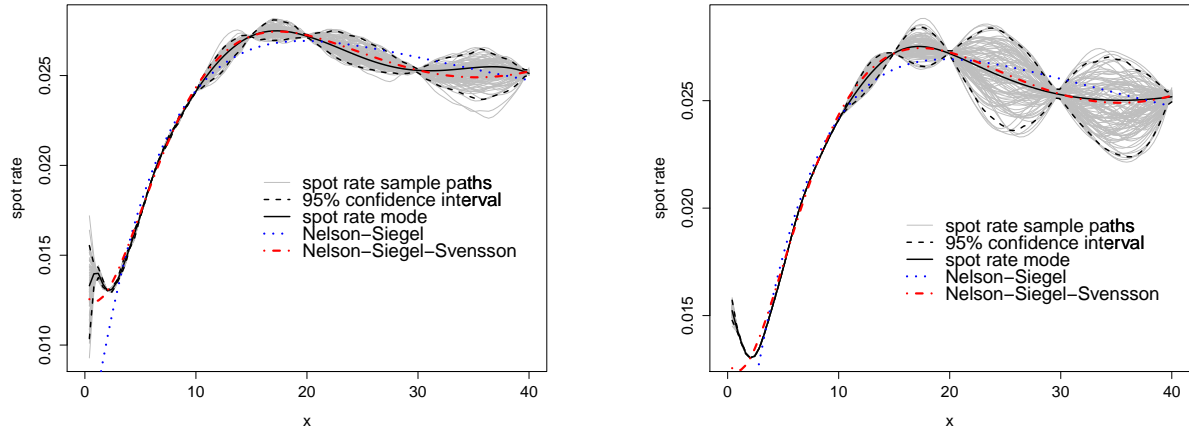 0.025
0.020
0.015
0.010
spot rate
0
10
20
30
40
x
spot rate sample paths
95% confidence interval
spot rate mode
Nelson−Siegel
Nelson−Siegel−Svensson
0.025
0.020
0.015
spot rate
0
10
20
30
40
x
spot rate sample paths
95% confidence interval
spot rate mode
Nelson−Siegel
Nelson−Siegel−Svensson